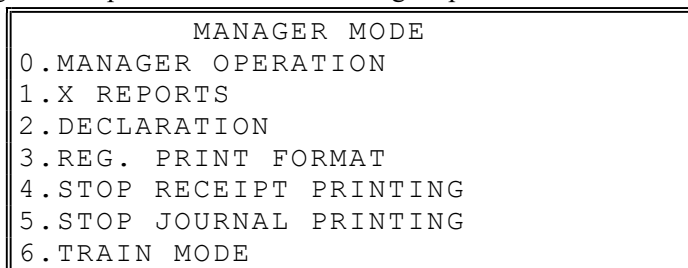 MANAGER MODE
0.MANAGER OPERATION
1.X REPORTS
2.DECLARATION
3.REG. PRINT FORMAT
4.STOP RECEIPT PRINTING
5.STOP JOURNAL PRINTING
6.TRAIN MODE